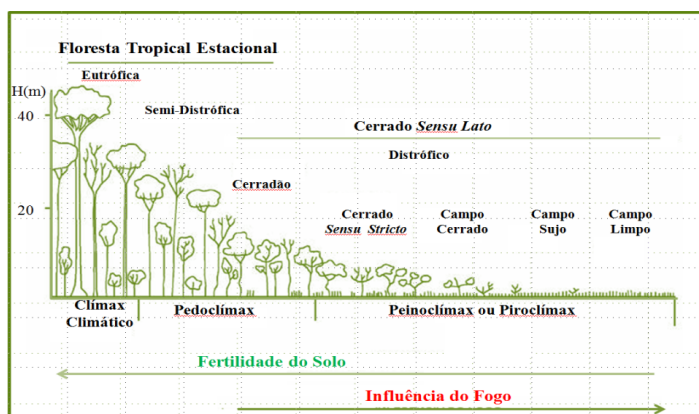 Floresta Tropical Estacional
Eutrófica
H(m)
40
Semi-Distrófica
Cerrado Sensu Lato
Distrófico
Cerradão
20
Cerrado
Sensu Stricto
Campo
Cerrado
Campo
Sujo
Campo
Limpo
Clímax
Climático
Pedoclímax
Peinoclímax ou Piroclímax
Fertilidade do Solo
Influência do Fogo